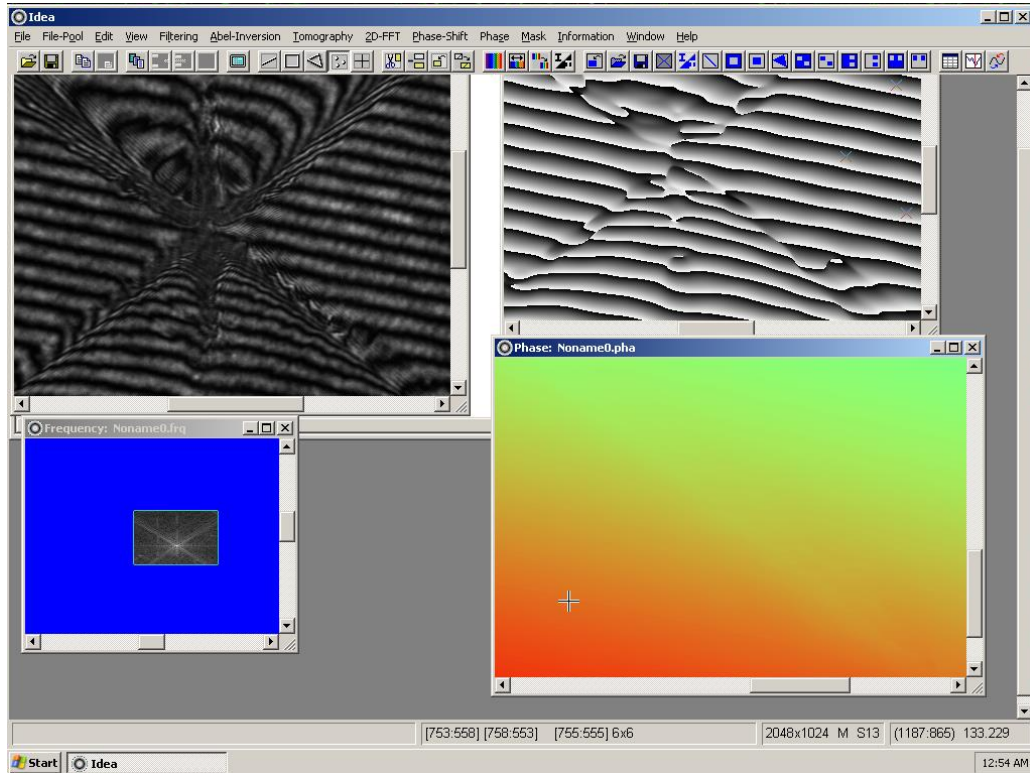 Idea
File File-Pool Edit View Filtering Abel-Inversion Tomography 2D-FFT Phase-Shift Phase Mask Information Window Help
Phase: Noname0.pha
Frequency: Noname0.frq
[753:558] [758:553] [755:555] 6x6 2048x1024 M S13 (1187:865) 133.229
Start Idea 12:54 AM